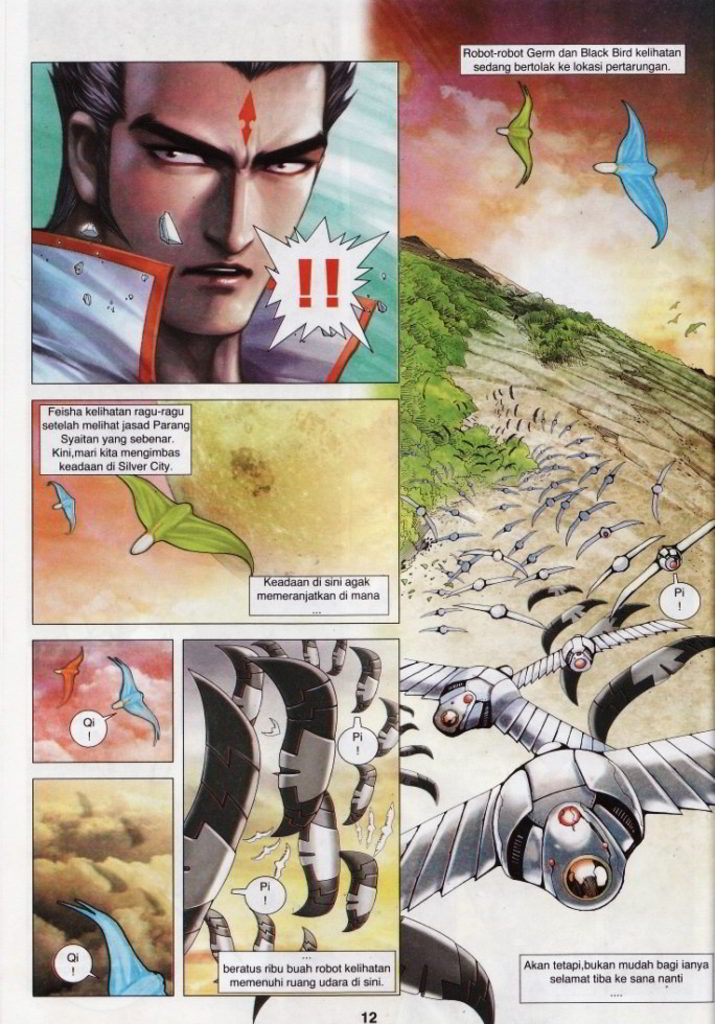 Robot-robot Germ dan Black Bird kelihatan
sedang bertolak ke lokasi pertarungan.
!!
Feisha kelihatan ragu-ragu
setelah melihat jasad Parang
Syaitan yang sebenar.
Kini,mari kita mengimbas
keadaan di Silver City.
Keadaan di sini agak
memeranjatkan di mana
...
Pi
!
Qi
!
Pi
!
Pi
!
Qi
!
...
beratus ribu buah robot kelihatan
memenuhi ruang udara di sini.
Akan tetapi,bukan mudah bagi ianya
selamat tiba ke sana nanti
....
12